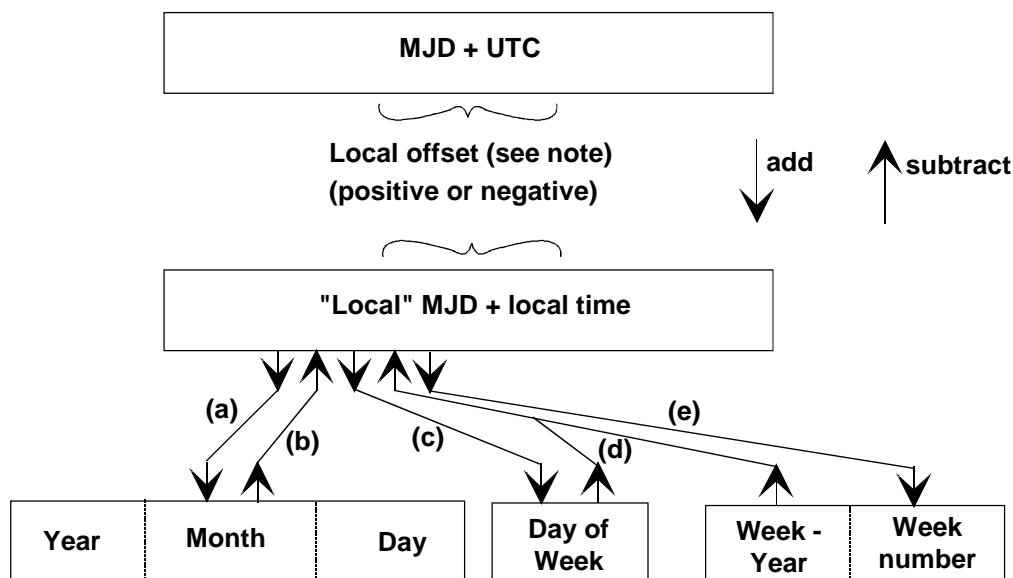 MJD + UTC
Local offset (see note)
(positive or negative)
add
subtract
"Local" MJD + local time
(a)
(b)
(c)
(d)
(e)
Year
Month
Day
Day of
Week
Week -
Year
Week
number